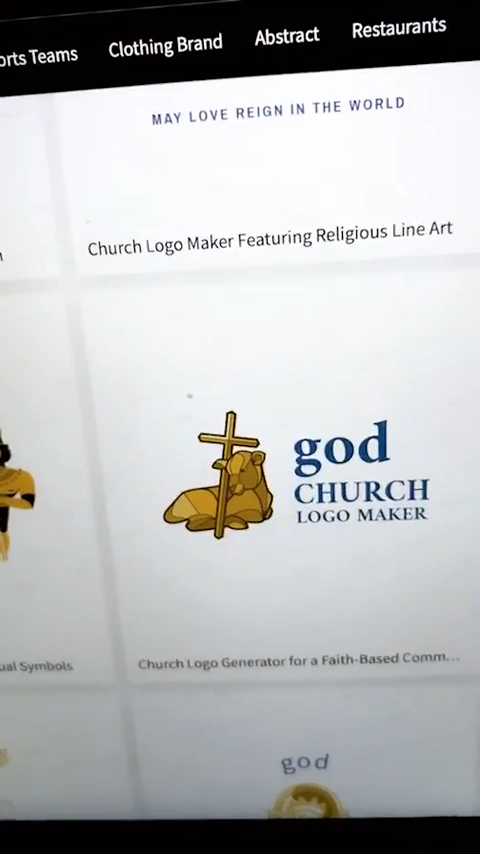 orts Teams Clothing Brand Abstract Restaurants
MAY LOVE REIGN IN THE WORLD
Church Logo Maker Featuring Religious Line Art
god
CHURCH
LOGO MAKER
ual Symbols Church Logo Generator for a Faith-Based Comm...
god